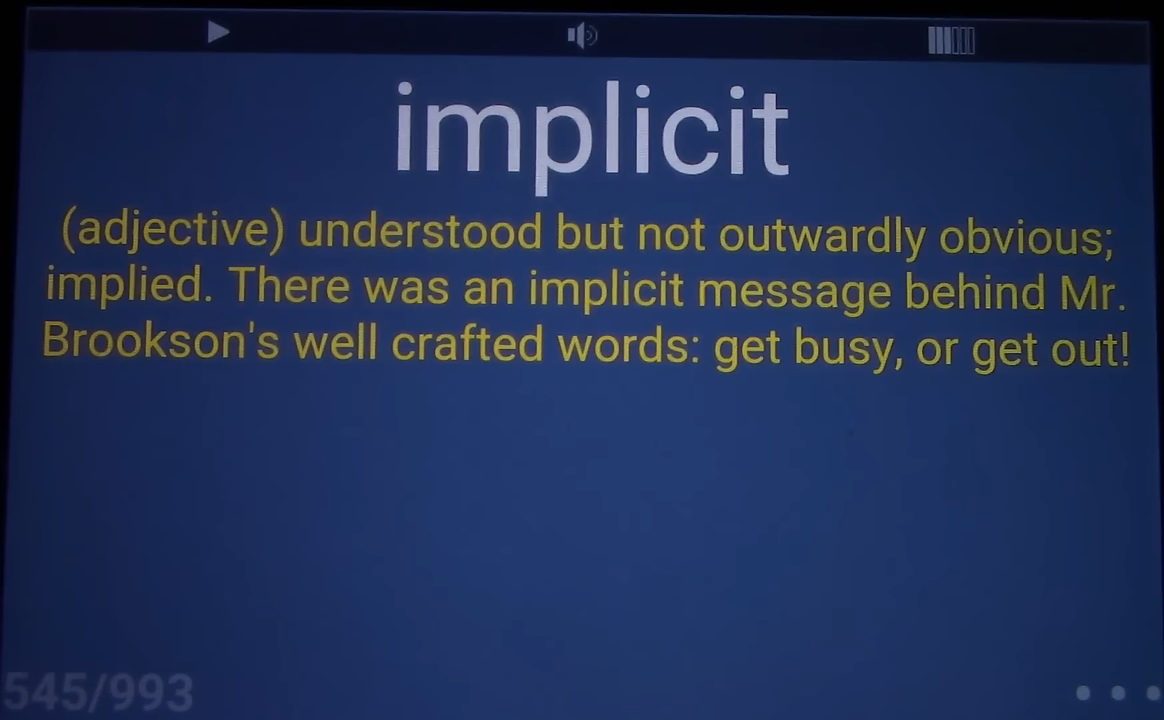 implicit
(adjective) understood but not outwardly obvious;
implied. There was an implicit message behind Mr.
Brookson's well crafted words: get busy, or get out!
545/993